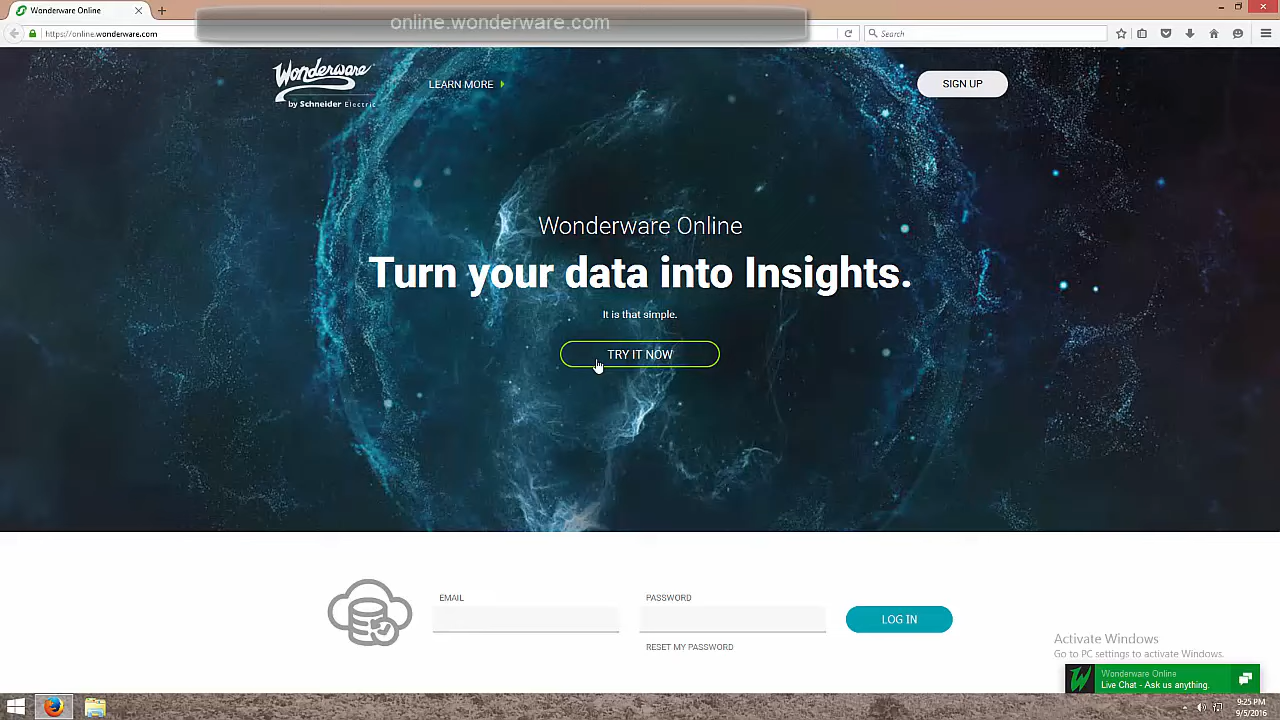 Wonderware Online
online.wonderware.com
https://online.wonderware.com
Search
Wonderware
by Schneider Electric
LEARN MORE
SIGN UP
Wonderware Online
Turn your data into Insights.
It is that simple.
TRY IT NOW
EMAIL
PASSWORD
LOG IN
RESET MY PASSWORD
Activate Windows
Go to PC settings to activate Windows.
Wonderware Online
Live Chat - Ask us anything.
9:25 PM
9/5/2016